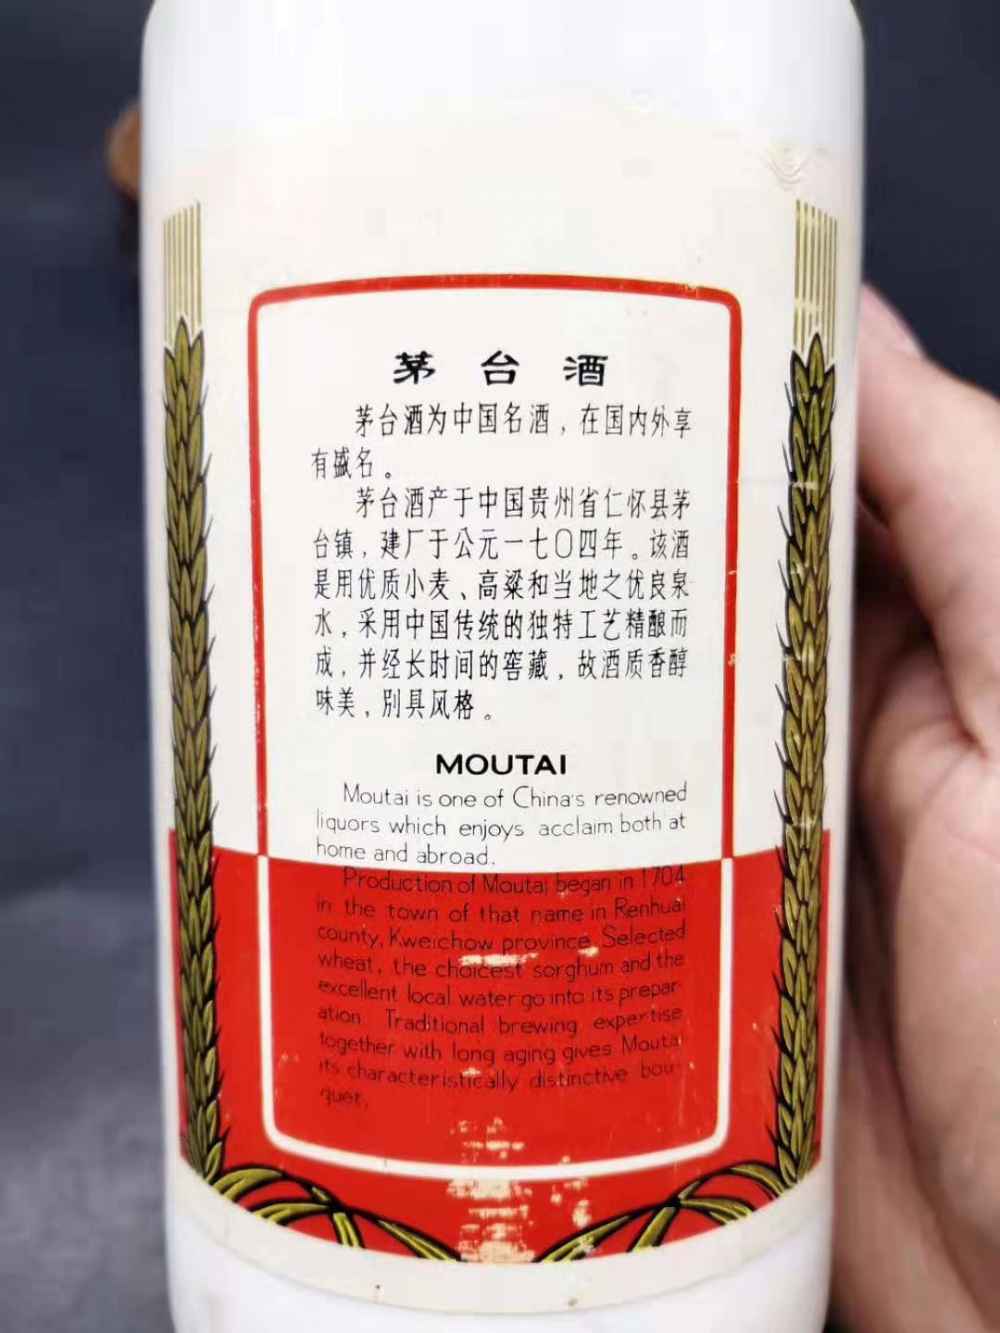 茅台酒
茅台酒为中国名酒，在国内外享
有盛名。
茅台酒产于中国贵州省仁怀县茅
台镇，建厂于公元一七〇四年。该酒
是用优质小麦、高粱和当地之优良泉
水，采用中国传统的独特工艺精酿而
成，并经长时间的窖藏，故酒质香醇
味美，别具风格。
MOUTAI
Moutai is one of China's renowned
liquors which enjoys acclaim both at
home and abroad.
Production of Moutai began in 1704
in the town of that name in Renhuai
county, Kweichow province. Selected
wheat, the choicest sorghum and the
excellent local water go into its prepar-
ation. Traditional brewing expertise
together with long aging gives Moutai
its characteristically distinctive bou-
quet.